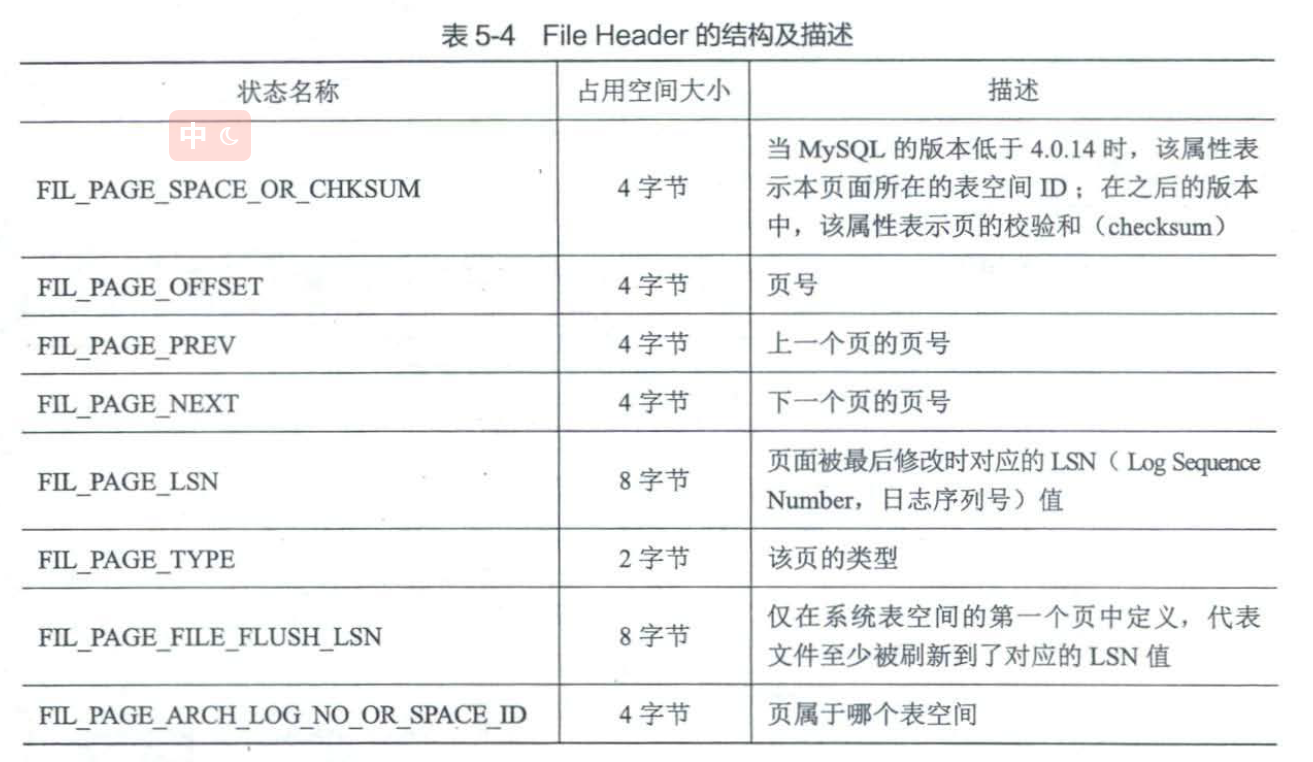 表 5-4 File Header 的结构及描述
状态名称 占用空间大小 描述
中
FIL_PAGE_SPACE_OR_CHKSUM 4 字节 当 MySQL 的版本低于 4.0.14 时，该属性表
示本页面所在的表空间 ID；在之后的版本
中，该属性表示页的校验和（checksum）
FIL_PAGE_OFFSET 4 字节 页号
FIL_PAGE_PREV 4 字节 上一个页的页号
FIL_PAGE_NEXT 4 字节 下一个页的页号
FIL_PAGE_LSN 8 字节 页面被最后修改时对应的 LSN（Log Sequence
Number，日志序列号）值
FIL_PAGE_TYPE 2 字节 该页的类型
FIL_PAGE_FILE_FLUSH_LSN 8 字节 仅在系统表空间的第一个页中定义，代表
文件至少被刷新到了对应的 LSN 值
FIL_PAGE_ARCH_LOG_NO_OR_SPACE_ID 4 字节 页属于哪个表空间